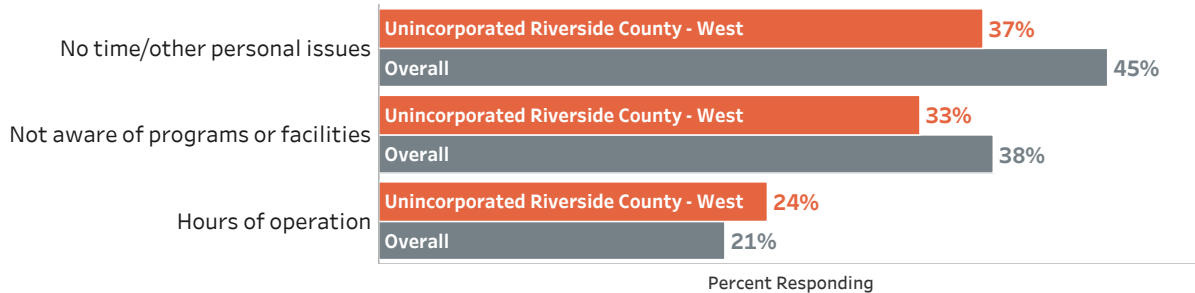 No time/other personal issues
Unincorporated Riverside County - West 37%
Overall 45%
Not aware of programs or facilities
Unincorporated Riverside County - West 33%
Overall 38%
Hours of operation
Unincorporated Riverside County - West 24%
Overall 21%
Percent Responding